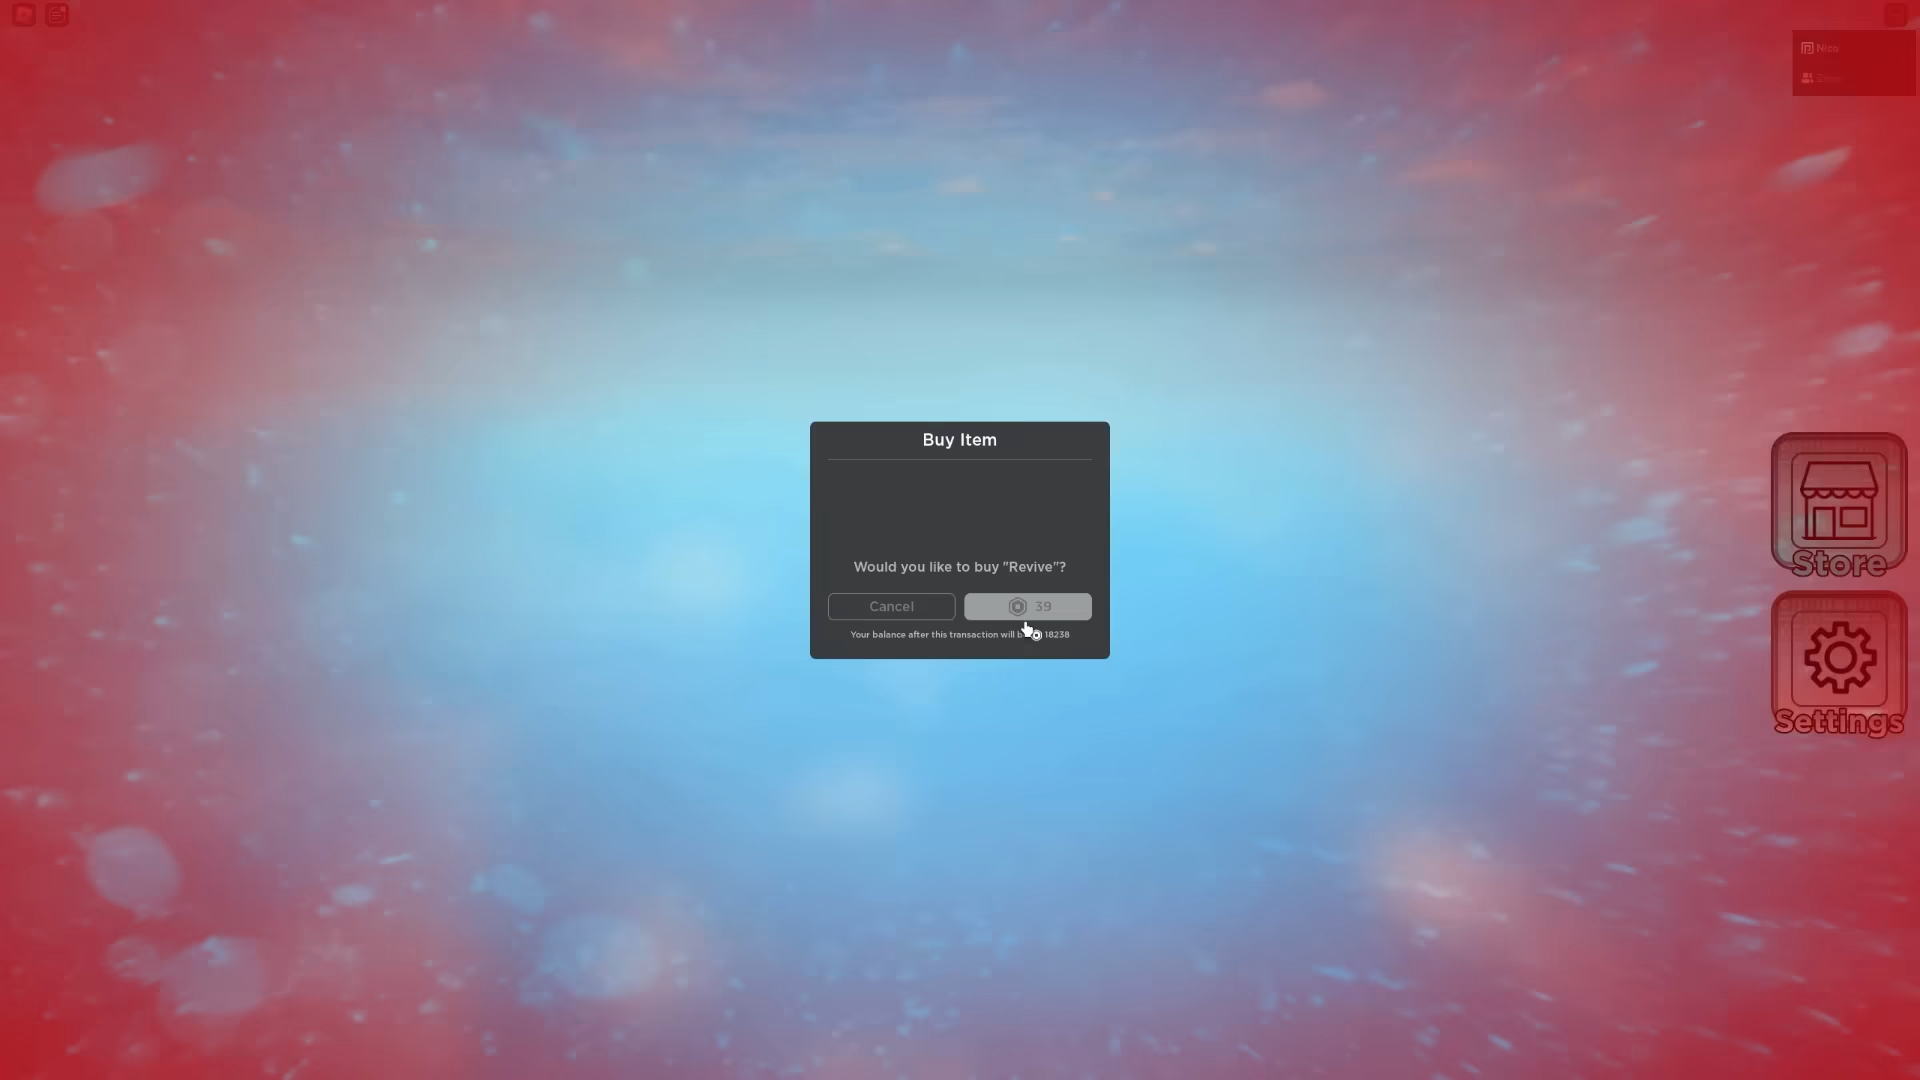 Nico
Buy Item
Would you like to buy "Revive"?
Cancel
39
Your balance after this transaction will 18238
Store
Settings